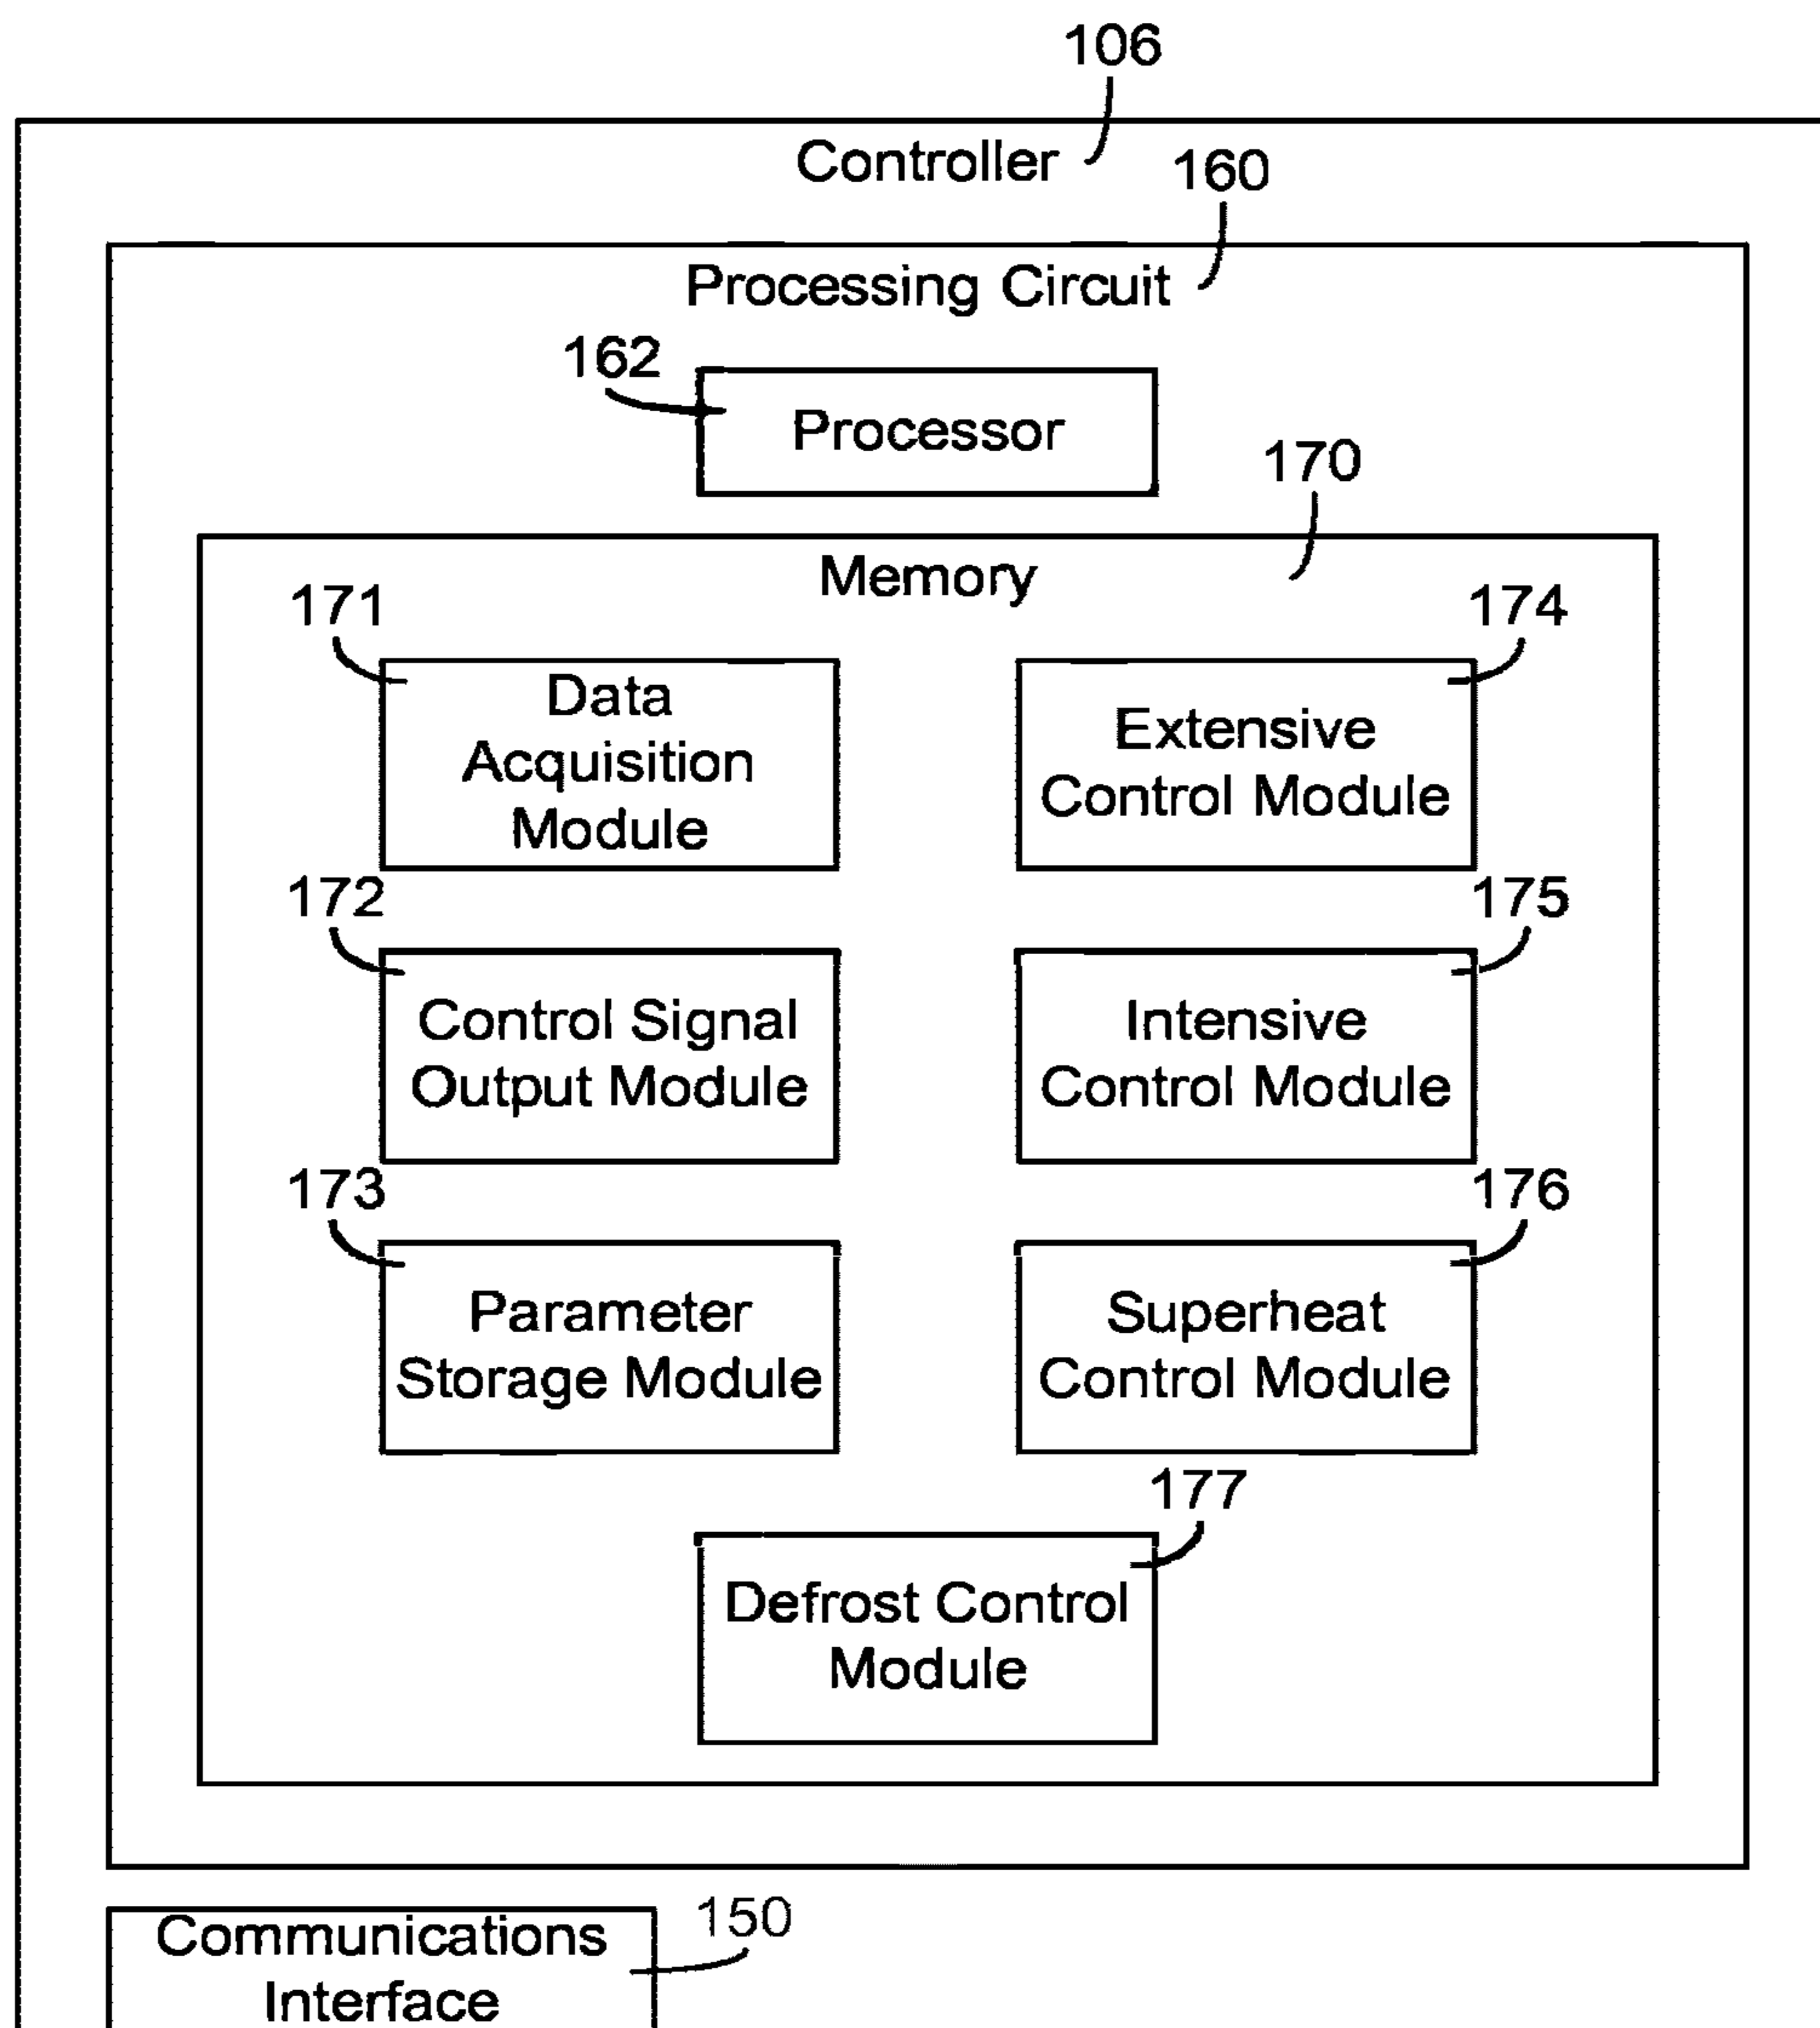 106
Controller
160
Processing Circuit
162
Processor
170
Memory
171
Data
Acquisition
Module
174
Extensive
Control Module
172
Control Signal
Output Module
175
Intensive
Control Module
173
Parameter
Storage Module
176
Superheat
Control Module
177
Defrost Control
Module
150
Communications
Interface